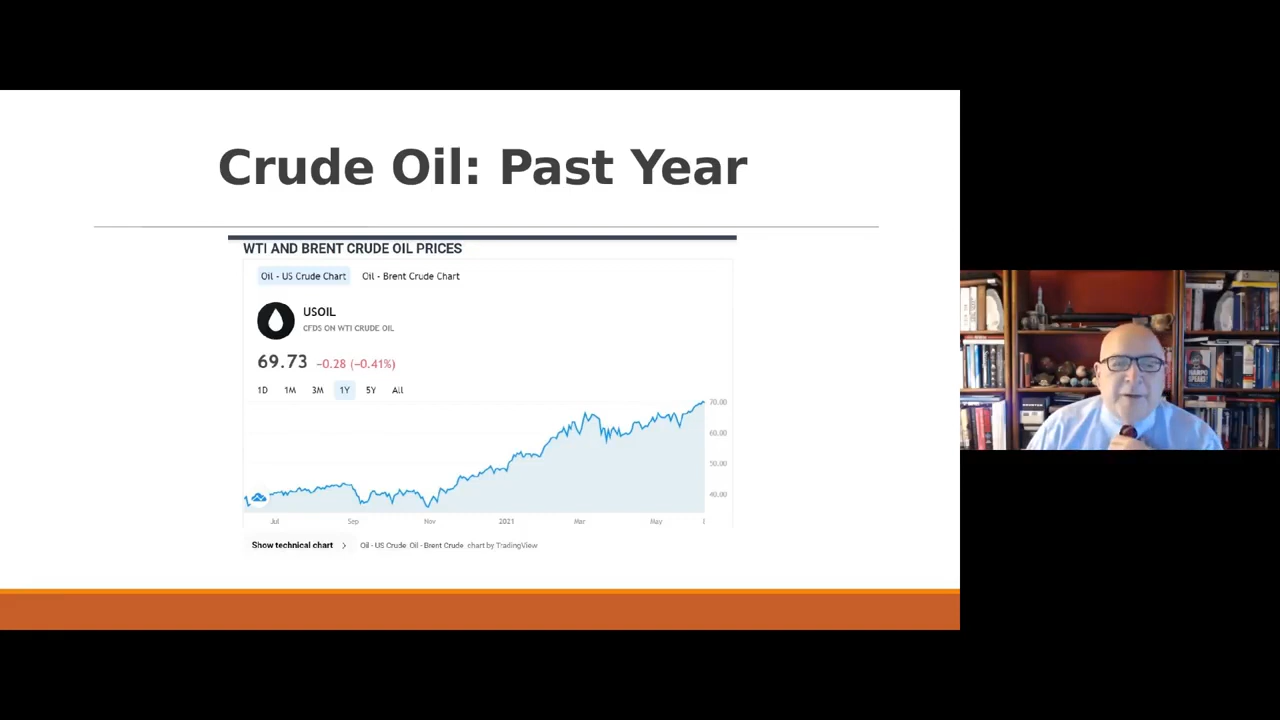 Crude Oil: Past Year
WTI AND BRENT CRUDE OIL PRICES
Oil - US Crude Chart Oil - Brent Crude Chart
USOIL
CFDS ON WTI CRUDE OIL
69.73 −0.28 (−0.41%)
1D 1M 3M 1Y 5Y All
70.00
60.00
50.00
40.00
Jul Sep Nov 2021 Mar May
Show technical chart > Oil - US Crude Oil - Brent Crude chart by TradingView
HARPO
SPEAKS!